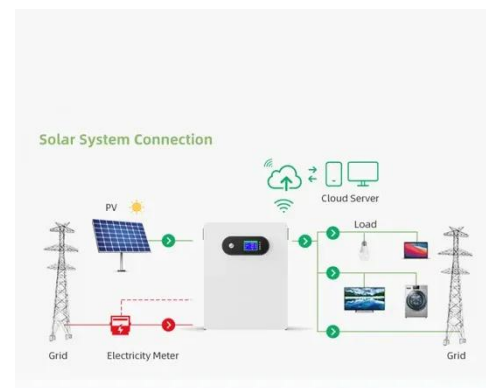 Solar System Connection
Cloud Server
PV
Load
Grid
Electricity Meter
Grid